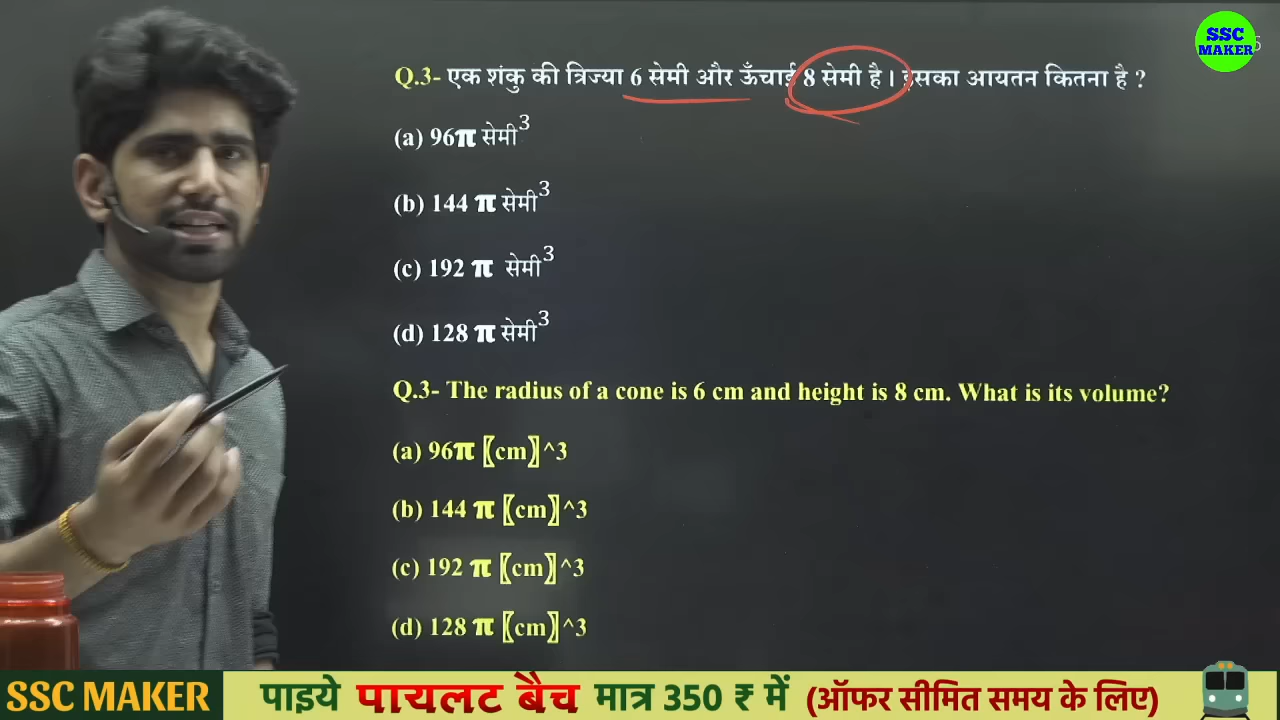 SSC
MAKER
Q.3- एक शंकु की त्रिज्या 6 सेमी और ऊँचाई 8 सेमी है। इसका आयतन कितना है ?
(a) 96π सेमी³
(b) 144 π सेमी³
(c) 192 π सेमी³
(d) 128 π सेमी³
Q.3- The radius of a cone is 6 cm and height is 8 cm. What is its volume?
(a) 96π 〖cm〗^3
(b) 144 π 〖cm〗^3
(c) 192 π 〖cm〗^3
(d) 128 π 〖cm〗^3
SSC MAKER पाइये पायलट बैच मात्र 350 ₹ में (ऑफर सीमित समय के लिए)